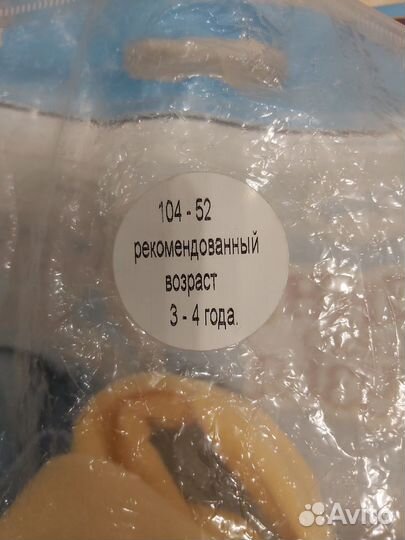 104 - 52
рекомендованный
возраст
3 - 4 года.
Avito